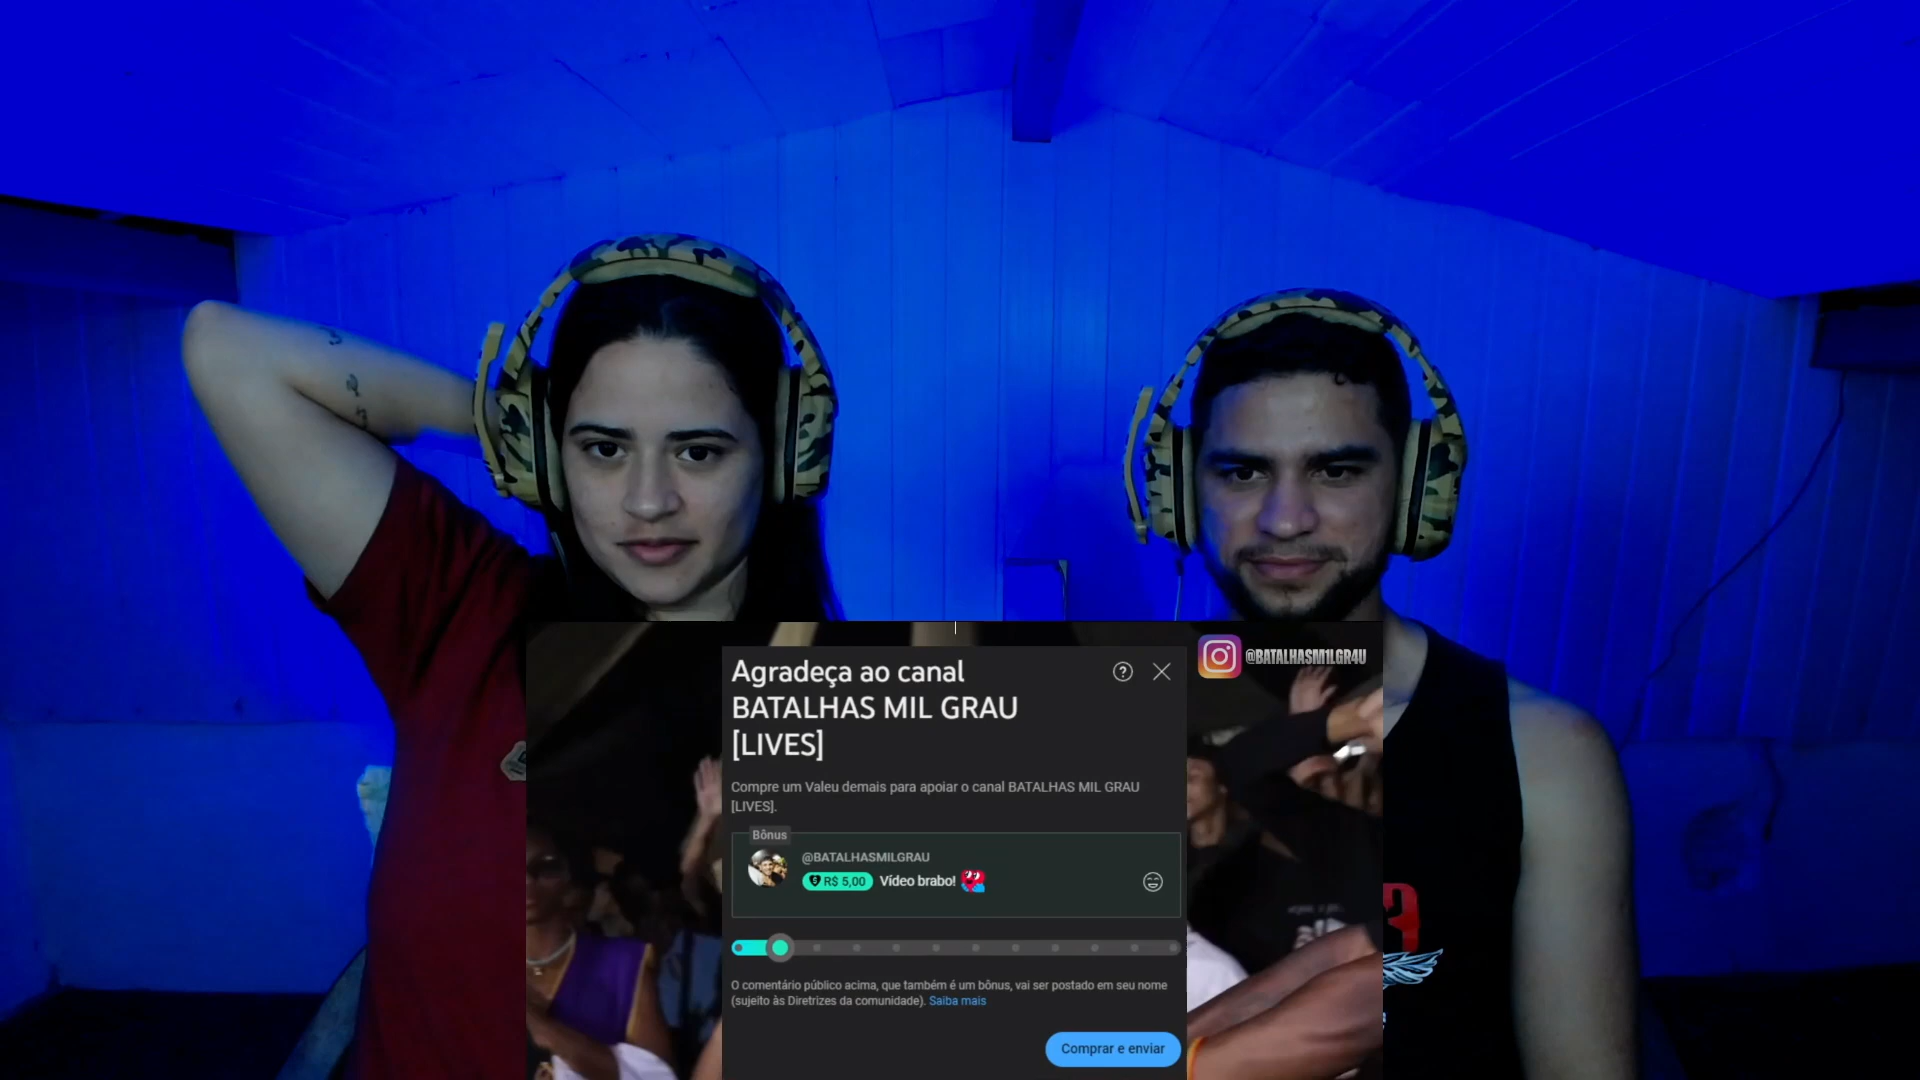 @BATALHASM1LGR4U
Agradeça ao canal
BATALHAS MIL GRAU
[LIVES]
Compre um Valeu demais para apoiar o canal BATALHAS MIL GRAU
[LIVES].
Bônus
@BATALHASMILGRAU
R$ 5,00 Vídeo brabo!
O comentário público acima, que também é um bônus, vai ser postado em seu nome
(sujeito às Diretrizes da comunidade). Saiba mais
Comprar e enviar